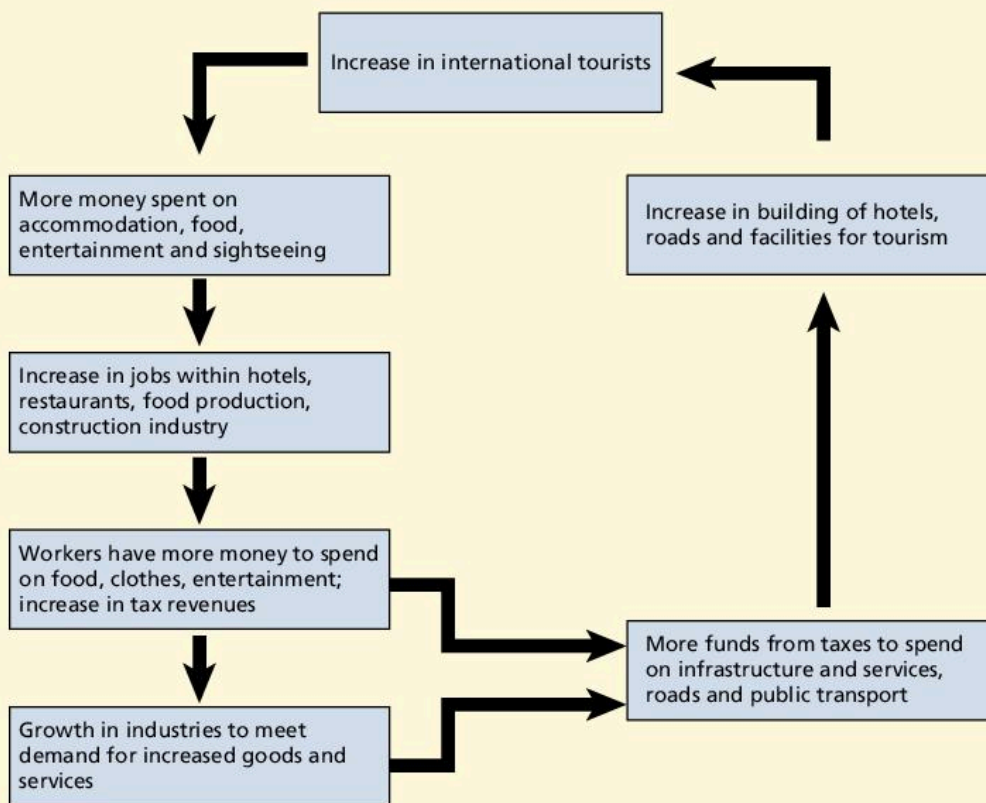 Increase in international tourists
More money spent on
accommodation, food,
entertainment and sightseeing
Increase in jobs within hotels,
restaurants, food production,
construction industry
Workers have more money to spend
on food, clothes, entertainment;
increase in tax revenues
Growth in industries to meet
demand for increased goods and
services
More funds from taxes to spend
on infrastructure and services,
roads and public transport
Increase in building of hotels,
roads and facilities for tourism